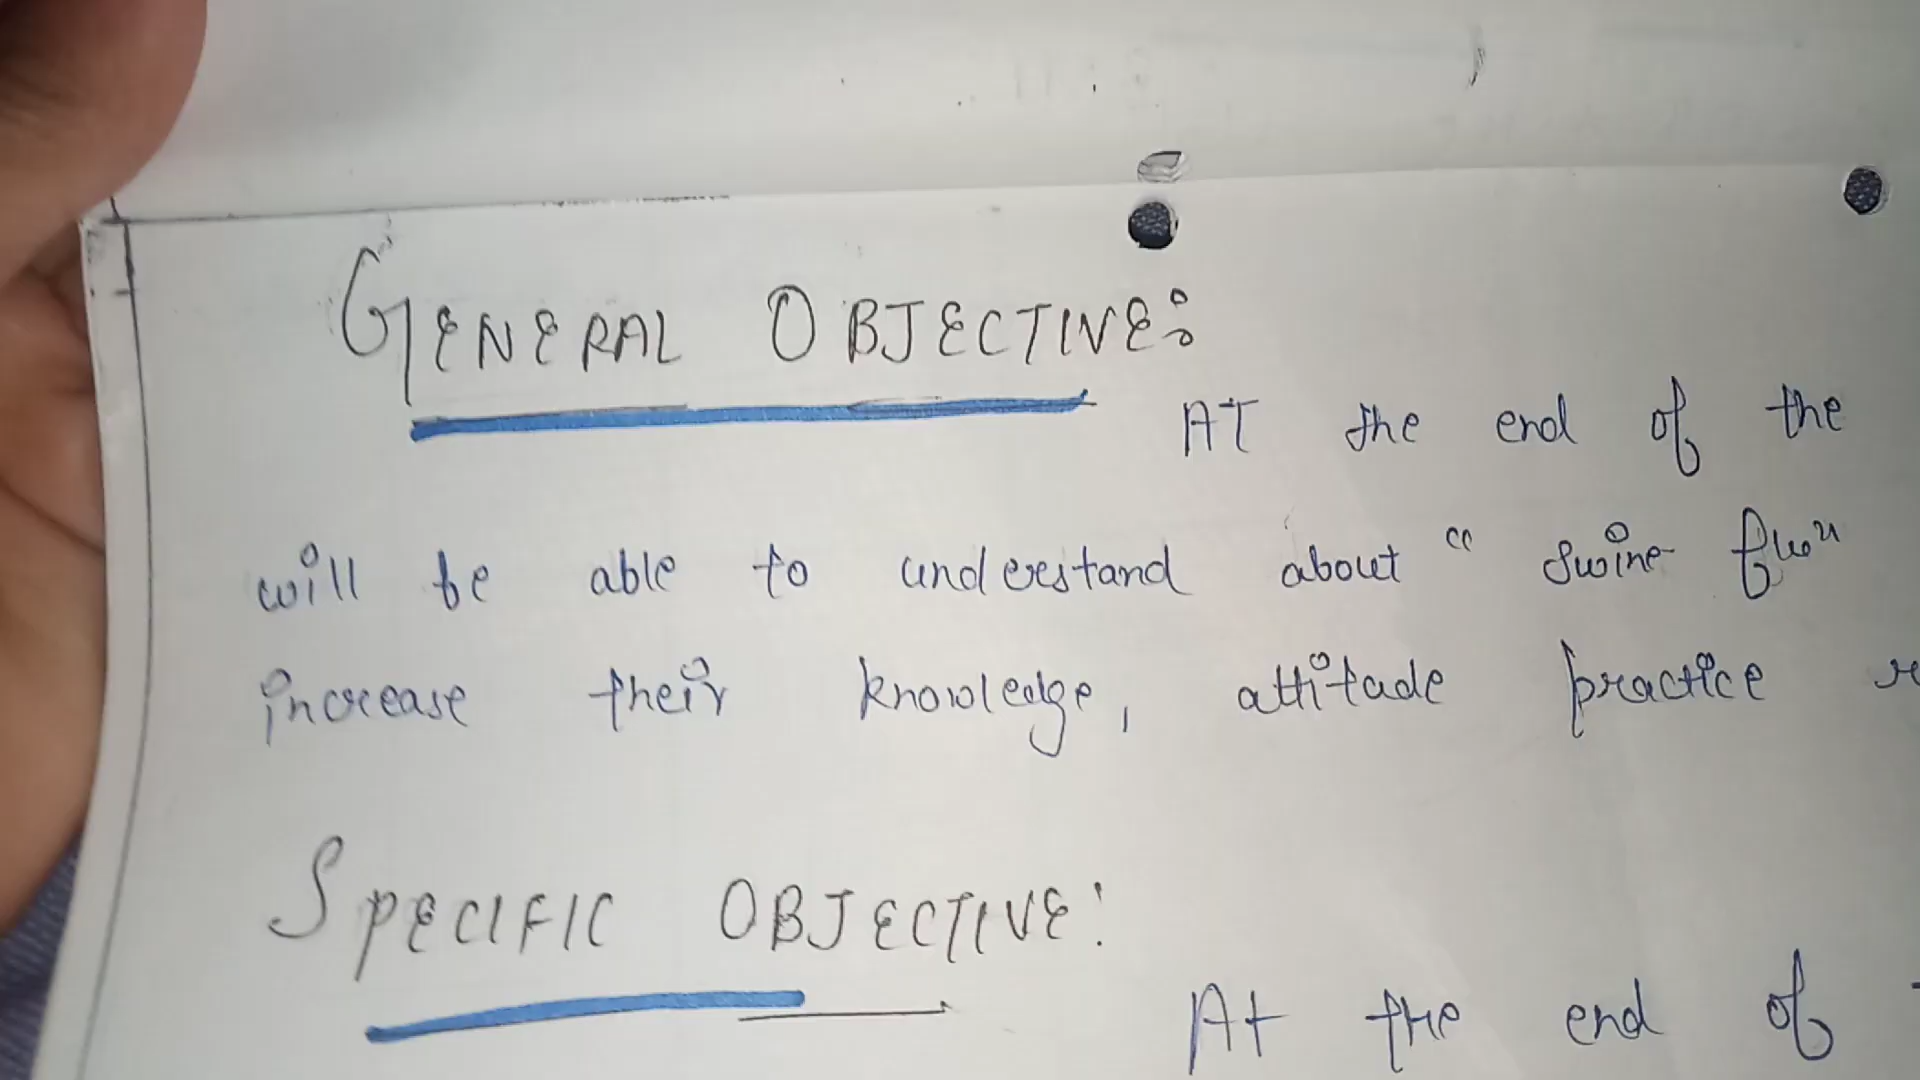 GENERAL OBJECTIVE:
AT the end of the
will be able to understand about "swine flu"
increase their knowledge, attitude practice
SPECIFIC OBJECTIVE:
At the end of